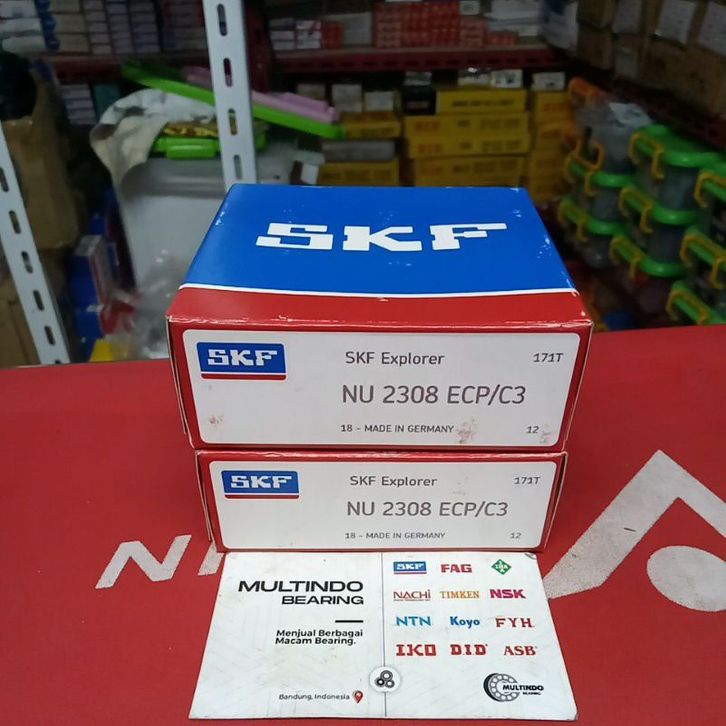 SKF
SKF
SKF Explorer
171T
NU 2308 ECP/C3
18 - MADE IN GERMANY
12
SKF
SKF Explorer
171T
NU 2308 ECP/C3
18 - MADE IN GERMANY
12
MULTINDO
BEARING
Menjual Berbagai
Macam Bearing.
Bandung, Indonesia
SKF FAG INA
NACHI TIMKEN NSK
NTN Koyo FYH
IKO D.I.D ASB
MULTINDO
BEARING